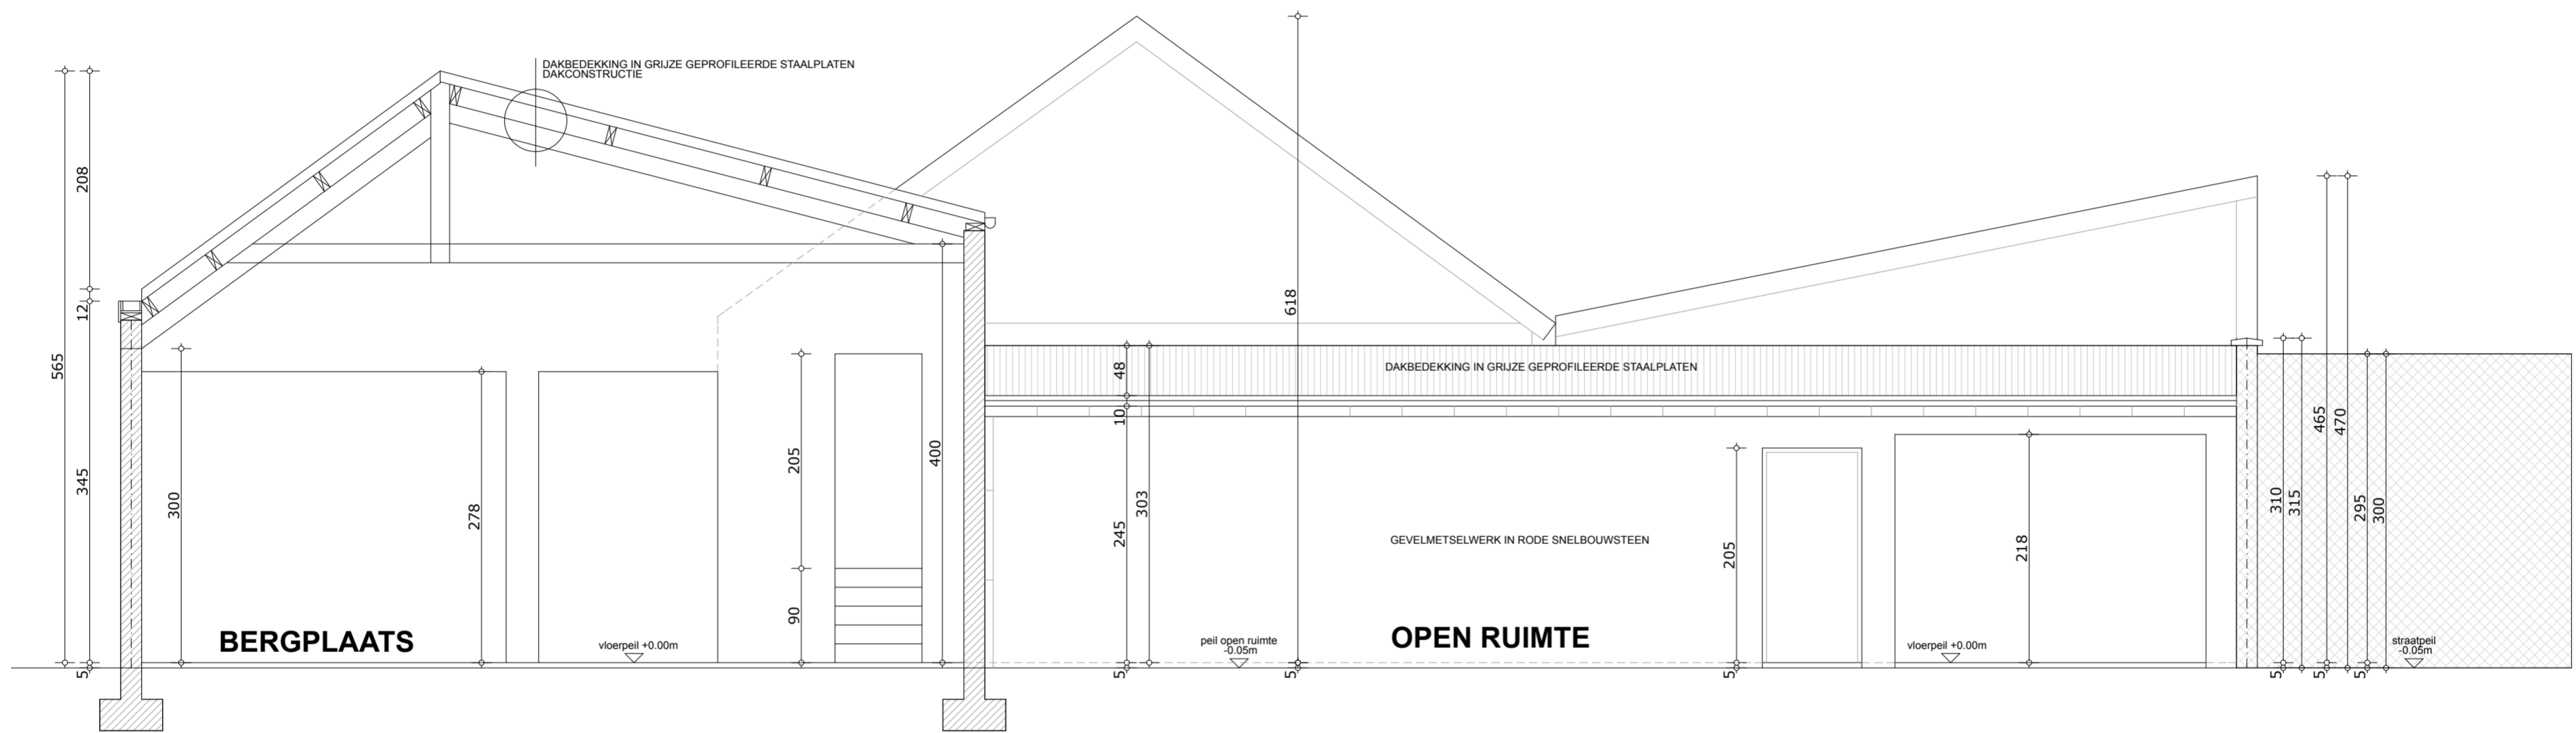 DAKBEDEKKING IN GRIJZE GEPROFILEERDE STAALPLATEN
DAKCONSTRUCTIE
618
208
12
565
345
5
300
278
205
90
400
BERGPLAATS
vloerpeil +0.00m
48
10
303
245
5
5
DAKBEDEKKING IN GRIJZE GEPROFILEERDE STAALPLATEN
GEVELMETSELWERK IN RODE SNELBOUWSTEEN
peil open ruimte
-0.05m
OPEN RUIMTE
205
5
218
vloerpeil +0.00m
310
5
315
465
5
470
295
5
300
straatpeil
-0.05m